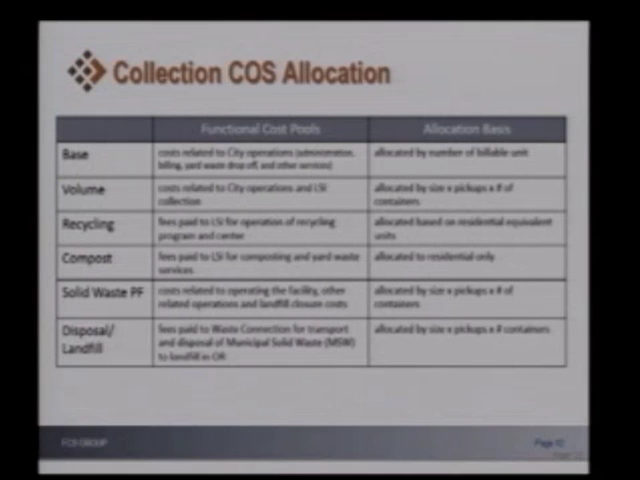 Collection COS Allocation
Functional Cost Pools
Allocation Basis
Base
costs related to City operations (administration,
billing, yard waste drop off, and other services)
allocated by number of billable unit
Volume
costs related to City operations and LSI
collection
allocated by size x pickups x # of
containers
Recycling
fees paid to LSI for operation of recycling
program and center
allocated based on residential equivalent
units
Compost
fees paid to LSI for composting and yard waste
services
allocated to residential only
Solid Waste PF
costs related to operating the facility, other
related operations and landfill closure costs
allocated by size x pickups x # of
containers
Disposal/
Landfill
fees paid to Waste Connection for transport
and disposal of Municipal Solid Waste (MSW)
to landfill in OR
allocated by size x pickups x # containers
FCS GROUP
Page